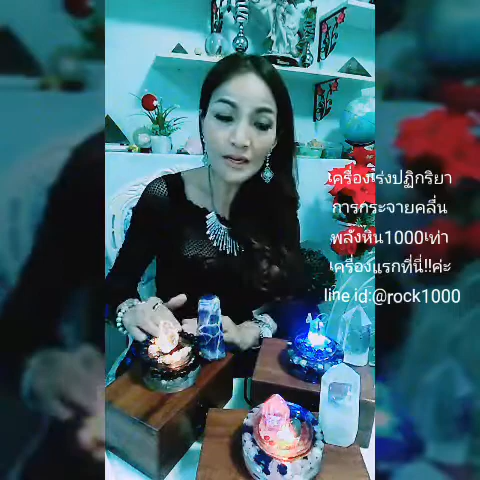 เครื่องเร่งปฏิกริยา
การกระจายคลื่น
พลังหิน1000เท่า
เครื่องแรกที่นี่!!ค่ะ
line id:@rock1000